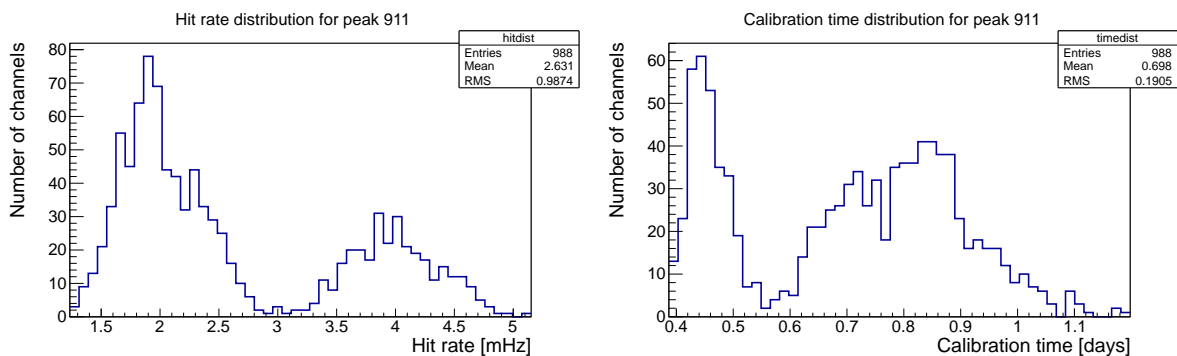 Hit rate distribution for peak 911
hitdist
Entries 988
Mean 2.631
RMS 0.9874
Number of channels
80
70
60
50
40
30
20
10
0
1.5 2 2.5 3 3.5 4 4.5 5
Hit rate [mHz]
Calibration time distribution for peak 911
timedist
Entries 988
Mean 0.698
RMS 0.1905
Number of channels
60
50
40
30
20
10
0
0.4 0.5 0.6 0.7 0.8 0.9 1 1.1
Calibration time [days]